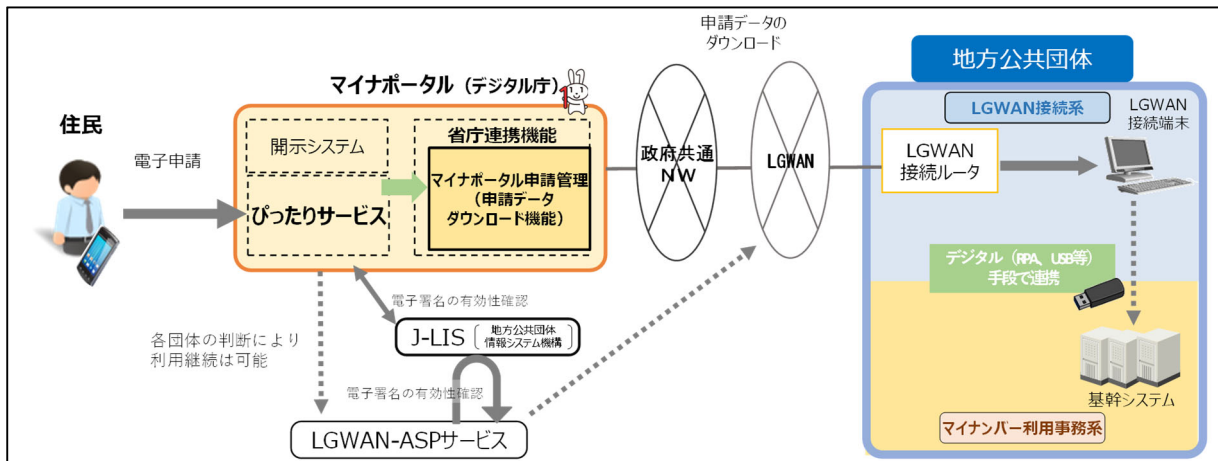 申請データの
ダウンロード
地方公共団体
マイナポータル（デジタル庁）
LGWAN接続系
LGWAN
接続端末
住民
電子申請
開示システム
省庁連携機能
マイナポータル申請管理
（申請データ
ダウンロード機能）
ぴったりサービス
政府共通
NW
LGWAN
LGWAN
接続ルータ
デジタル（RPA、USB等）
手段で連携
電子署名の有効性確認
各団体の判断により
利用継続は可能
J-LIS
地方公共団体
情報システム機構
電子署名の有効性確認
LGWAN-ASPサービス
基幹システム
マイナンバー利用事務系